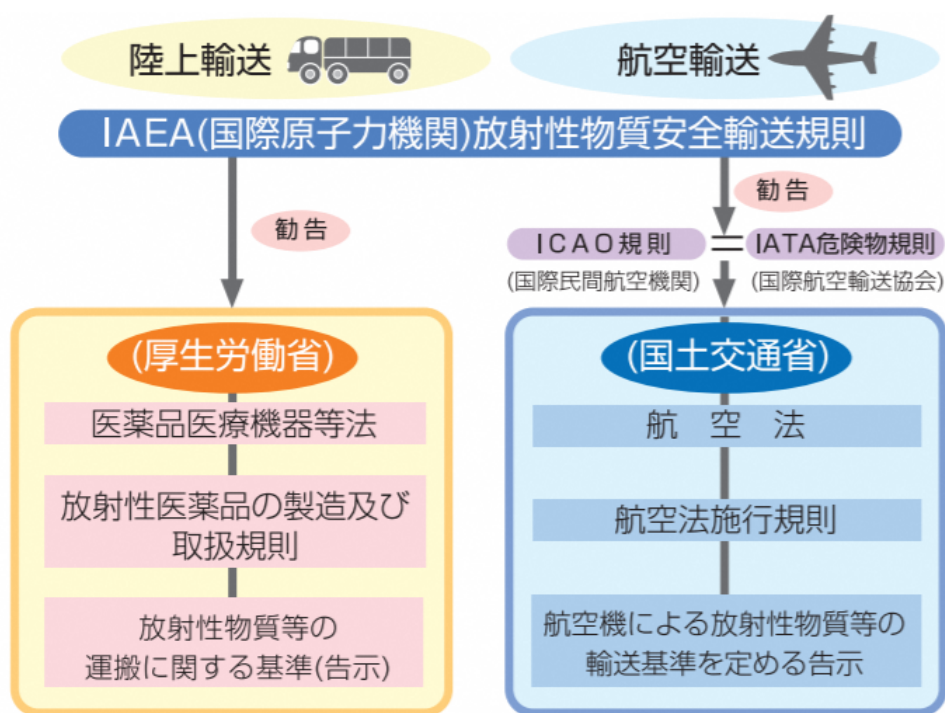 陸上輸送
航空輸送
IAEA(国際原子力機関)放射性物質安全輸送規則
勧告
勧告
ICAO規則
IATA危険物規則
(国際民間航空機関)
(国際航空輸送協会)
(厚生労働省)
医薬品医療機器等法
放射性医薬品の製造及び
取扱規則
放射性物質等の
運搬に関する基準(告示)
(国土交通省)
航空法
航空法施行規則
航空機による放射性物質等の
輸送基準を定める告示